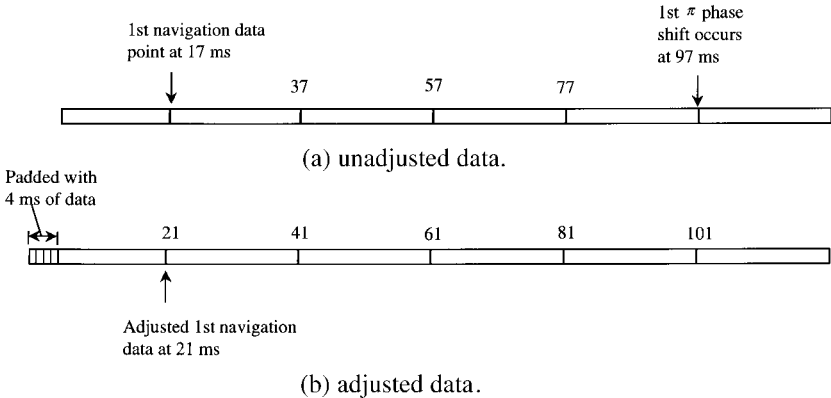 1st navigation data
point at 17 ms
1st π phase
shift occurs
at 97 ms
37
57
77
(a) unadjusted data.
Padded with
4 ms of data
21
41
61
81
101
Adjusted 1st navigation
data at 21 ms
(b) adjusted data.